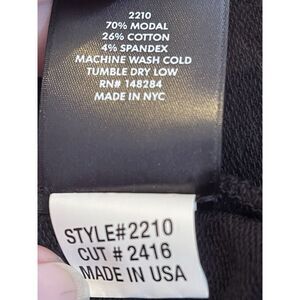 2210
70% MODAL
26% COTTON
4% SPANDEX
MACHINE WASH COLD
TUMBLE DRY LOW
RN# 148284
MADE IN NYC
STYLE#2210
CUT # 2416
MADE IN USA